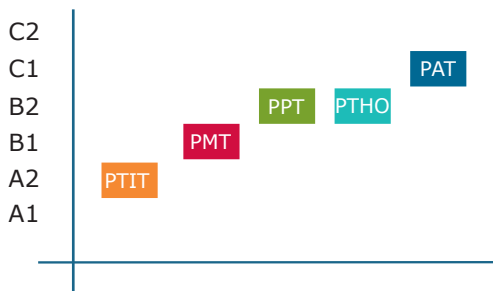 C2
C1 PAT
B2 PPT PTHO
B1 PMT
A2 PTIT
A1